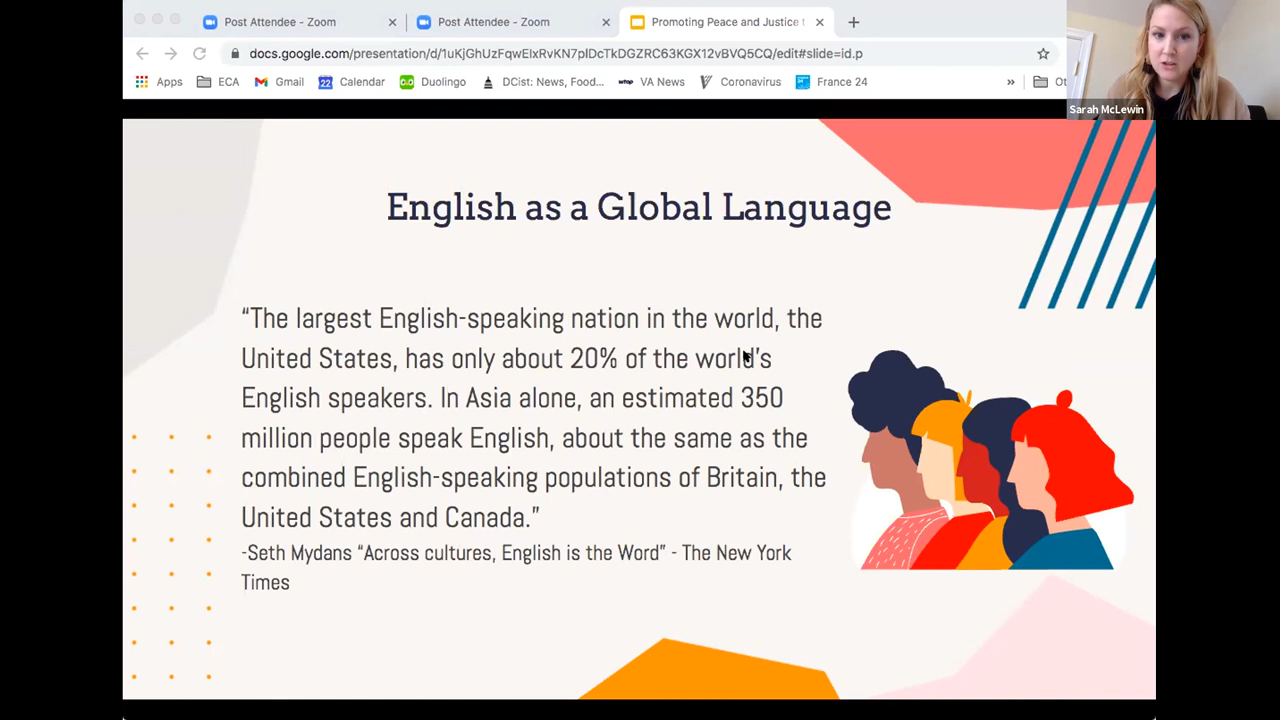 Post Attendee - Zoom
Post Attendee - Zoom
Promoting Peace and Justice t
docs.google.com/presentation/d/1uKjGhUzFqwElxRvKN7pIDcTkDGZRC63KGX12vBVQ5CQ/edit#slide=id.p
Apps ECA Gmail 22 Calendar Duolingo DCist: News, Food... wtop VA News Coronavirus France 24 » Ot
Sarah McLewin
English as a Global Language
“The largest English-speaking nation in the world, the
United States, has only about 20% of the world’s
English speakers. In Asia alone, an estimated 350
million people speak English, about the same as the
combined English-speaking populations of Britain, the
United States and Canada.”
-Seth Mydans “Across cultures, English is the Word” - The New York
Times